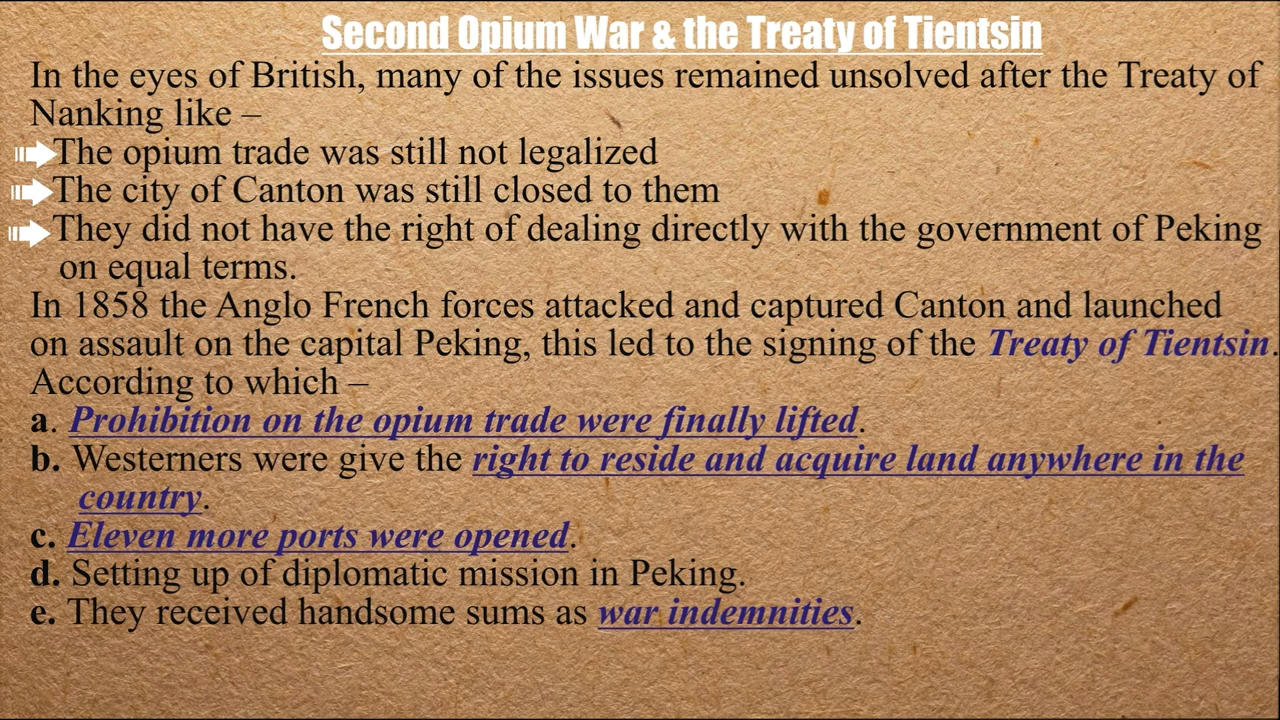 Second Opium War & the Treaty of Tientsin
In the eyes of British, many of the issues remained unsolved after the Treaty of
Nanking like –
The opium trade was still not legalized
The city of Canton was still closed to them
They did not have the right of dealing directly with the government of Peking
on equal terms.
In 1858 the Anglo French forces attacked and captured Canton and launched
on assault on the capital Peking, this led to the signing of the Treaty of Tientsin.
According to which –
a. Prohibition on the opium trade were finally lifted.
b. Westerners were give the right to reside and acquire land anywhere in the
country.
c. Eleven more ports were opened.
d. Setting up of diplomatic mission in Peking.
e. They received handsome sums as war indemnities.